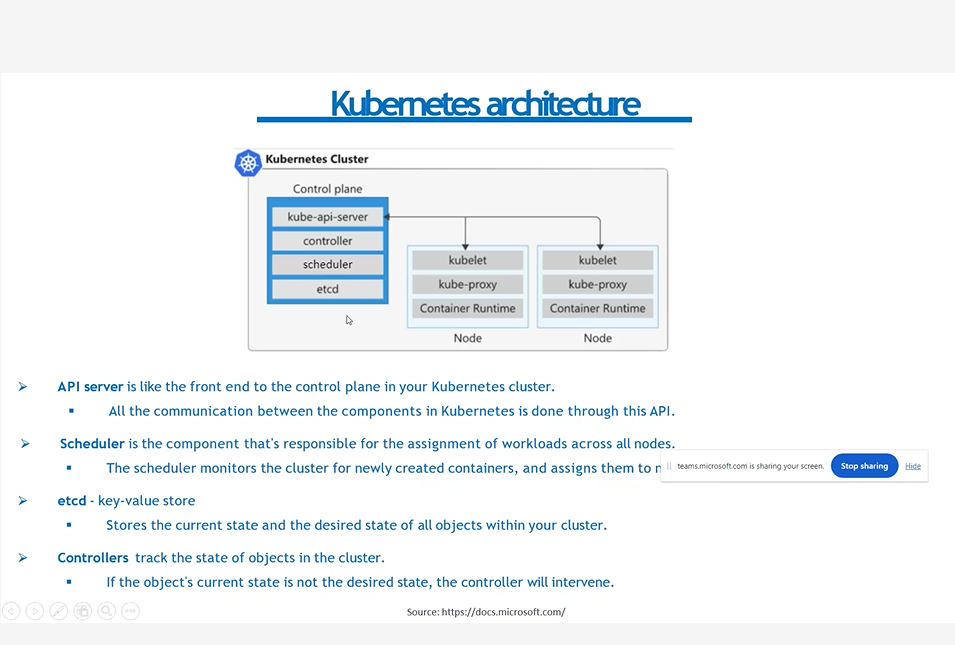 Kubernetes architecture
Kubernetes Cluster
Control plane
kube-api-server
controller
scheduler
etcd
kubelet
kube-proxy
Container Runtime
Node
kubelet
kube-proxy
Container Runtime
Node
API server is like the front end to the control plane in your Kubernetes cluster.
All the communication between the components in Kubernetes is done through this API.
Scheduler is the component that's responsible for the assignment of workloads across all nodes.
The scheduler monitors the cluster for newly created containers, and assigns them to
teams.microsoft.com is sharing your screen.
Stop sharing
Hide
etcd - key-value store
Stores the current state and the desired state of all objects within your cluster.
Controllers track the state of objects in the cluster.
If the object's current state is not the desired state, the controller will intervene.
Source: https://docs.microsoft.com/